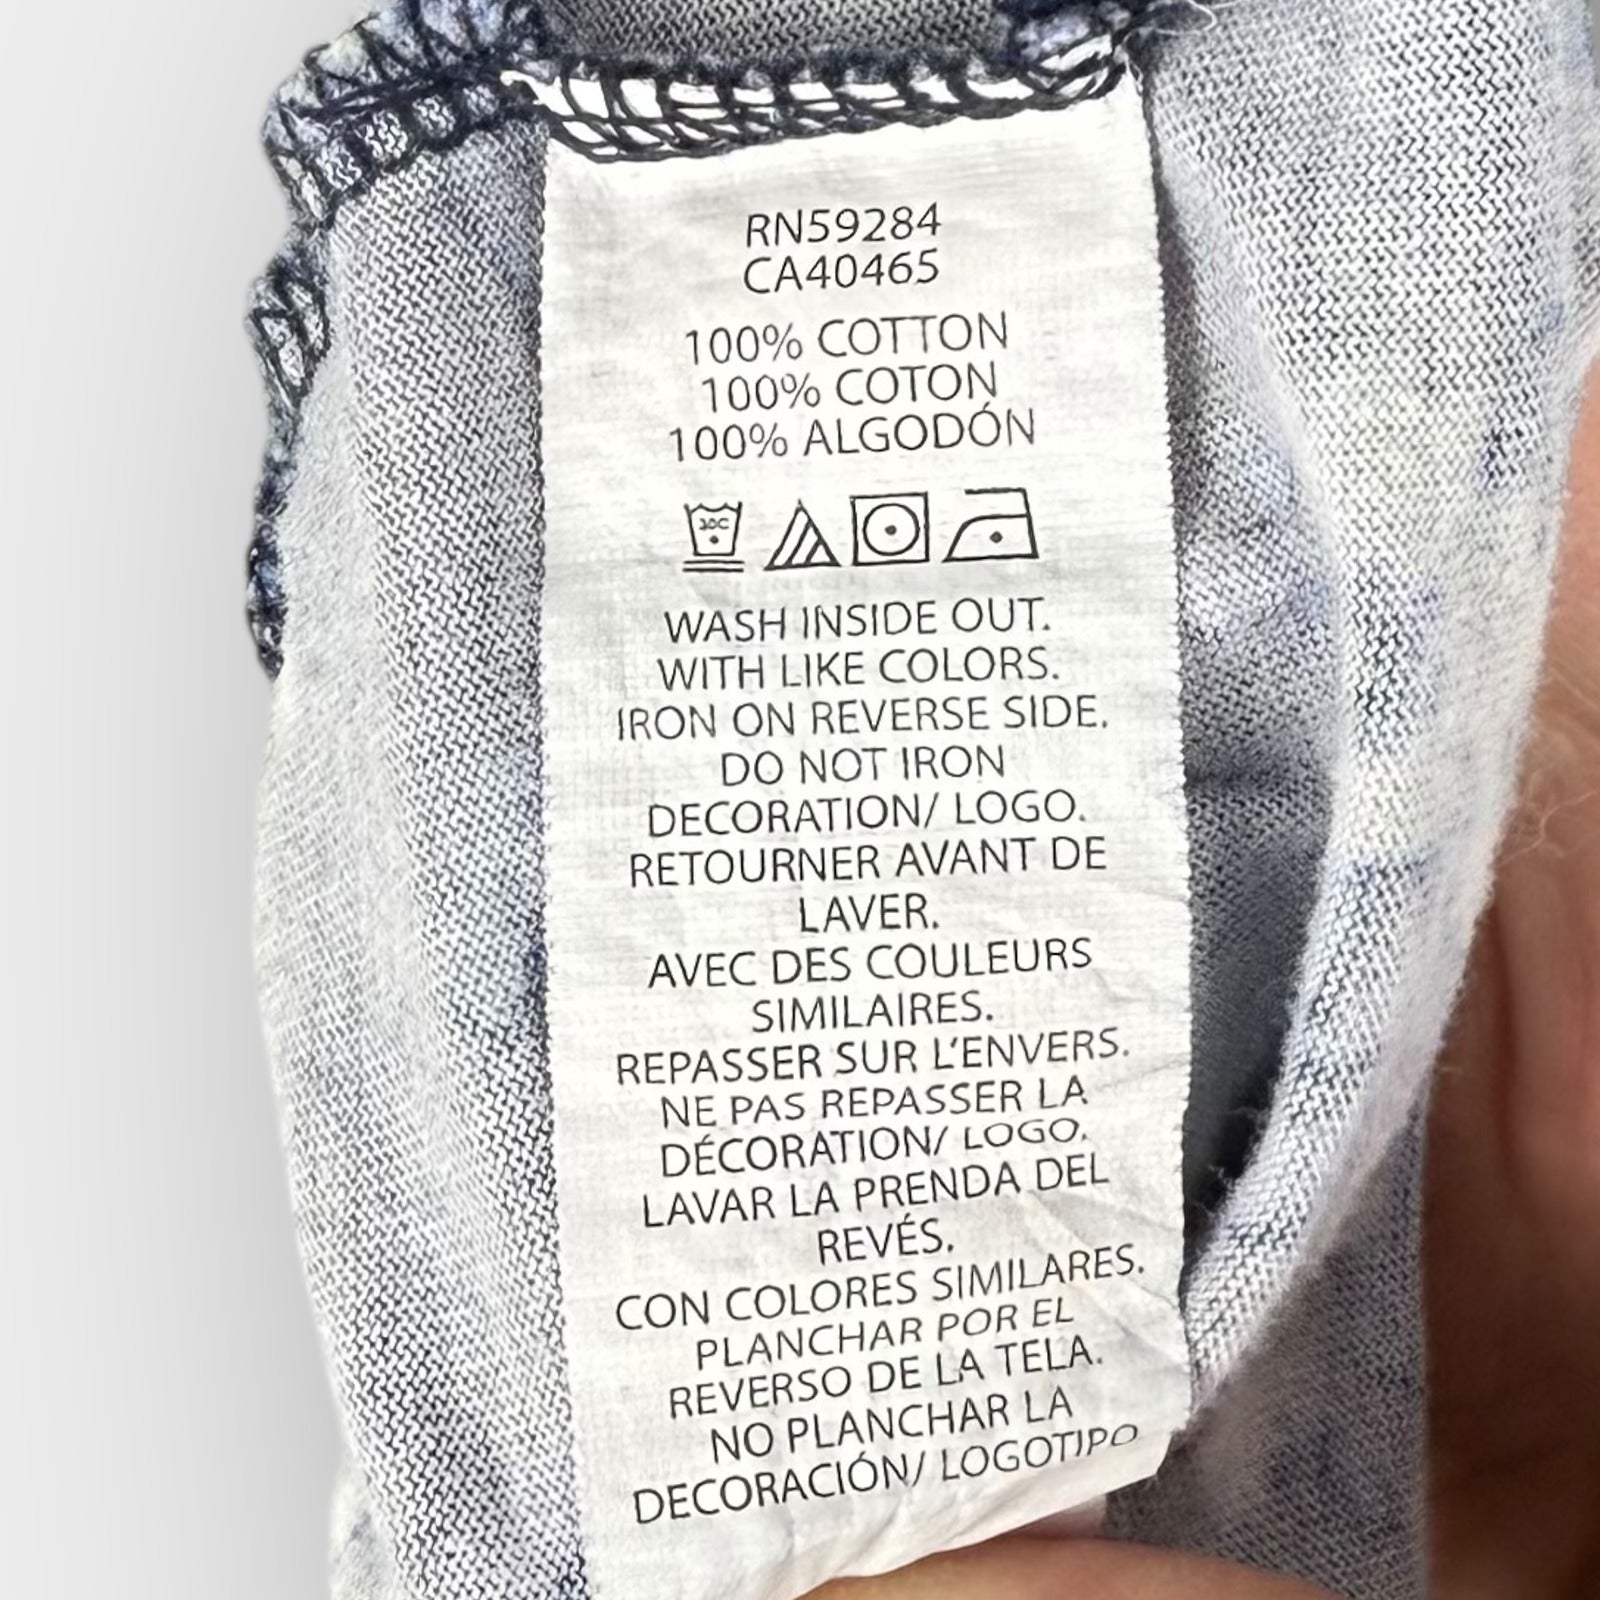 RN59284
CA40465
100% COTTON
100% COTON
100% ALGODÓN
30C
WASH INSIDE OUT.
WITH LIKE COLORS.
IRON ON REVERSE SIDE.
DO NOT IRON
DECORATION/ LOGO.
RETOURNER AVANT DE
LAVER.
AVEC DES COULEURS
SIMILAIRES.
REPASSER SUR L'ENVERS.
NE PAS REPASSER LA
DÉCORATION/ LOGO.
LAVAR LA PRENDA DEL
REVÉS.
CON COLORES SIMILARES.
PLANCHAR POR EL
REVERSO DE LA TELA.
NO PLANCHAR LA
DECORACIÓN/ LOGOTIPO